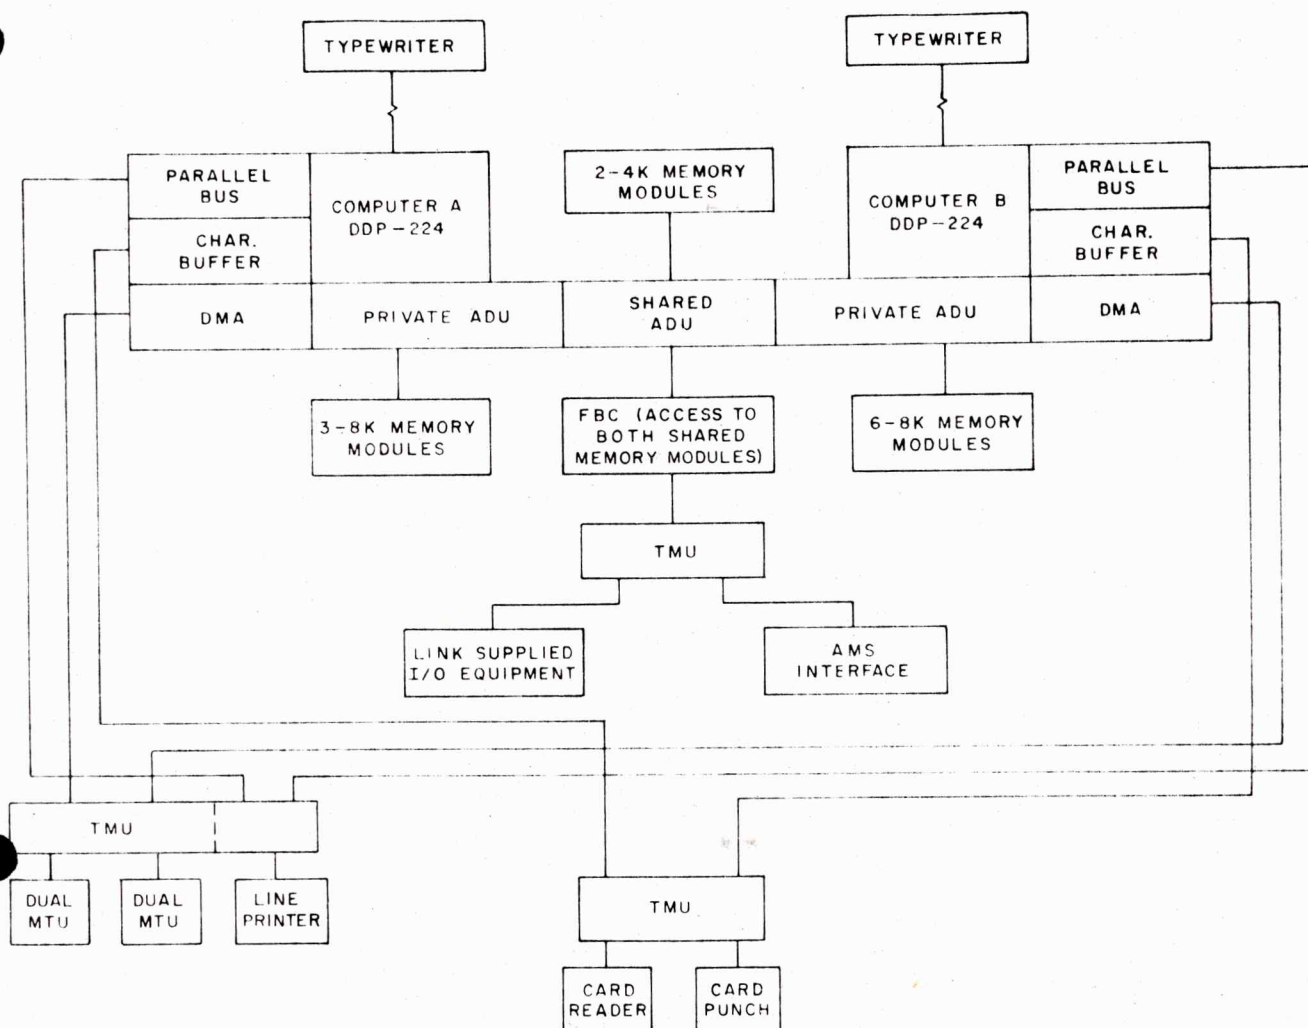 TYPEWRITER
TYPEWRITER
PARALLEL
BUS
COMPUTER A
DDP-224
CHAR.
BUFFER
DMA
PRIVATE ADU
2-4K MEMORY
MODULES
SHARED
ADU
COMPUTER B
DDP-224
PARALLEL
BUS
CHAR.
BUFFER
PRIVATE ADU
DMA
3-8K MEMORY
MODULES
FBC (ACCESS TO
BOTH SHARED
MEMORY MODULES)
6-8K MEMORY
MODULES
TMU
LINK SUPPLIED
I/O EQUIPMENT
AMS
INTERFACE
TMU
DUAL
MTU
DUAL
MTU
LINE
PRINTER
TMU
CARD
READER
CARD
PUNCH